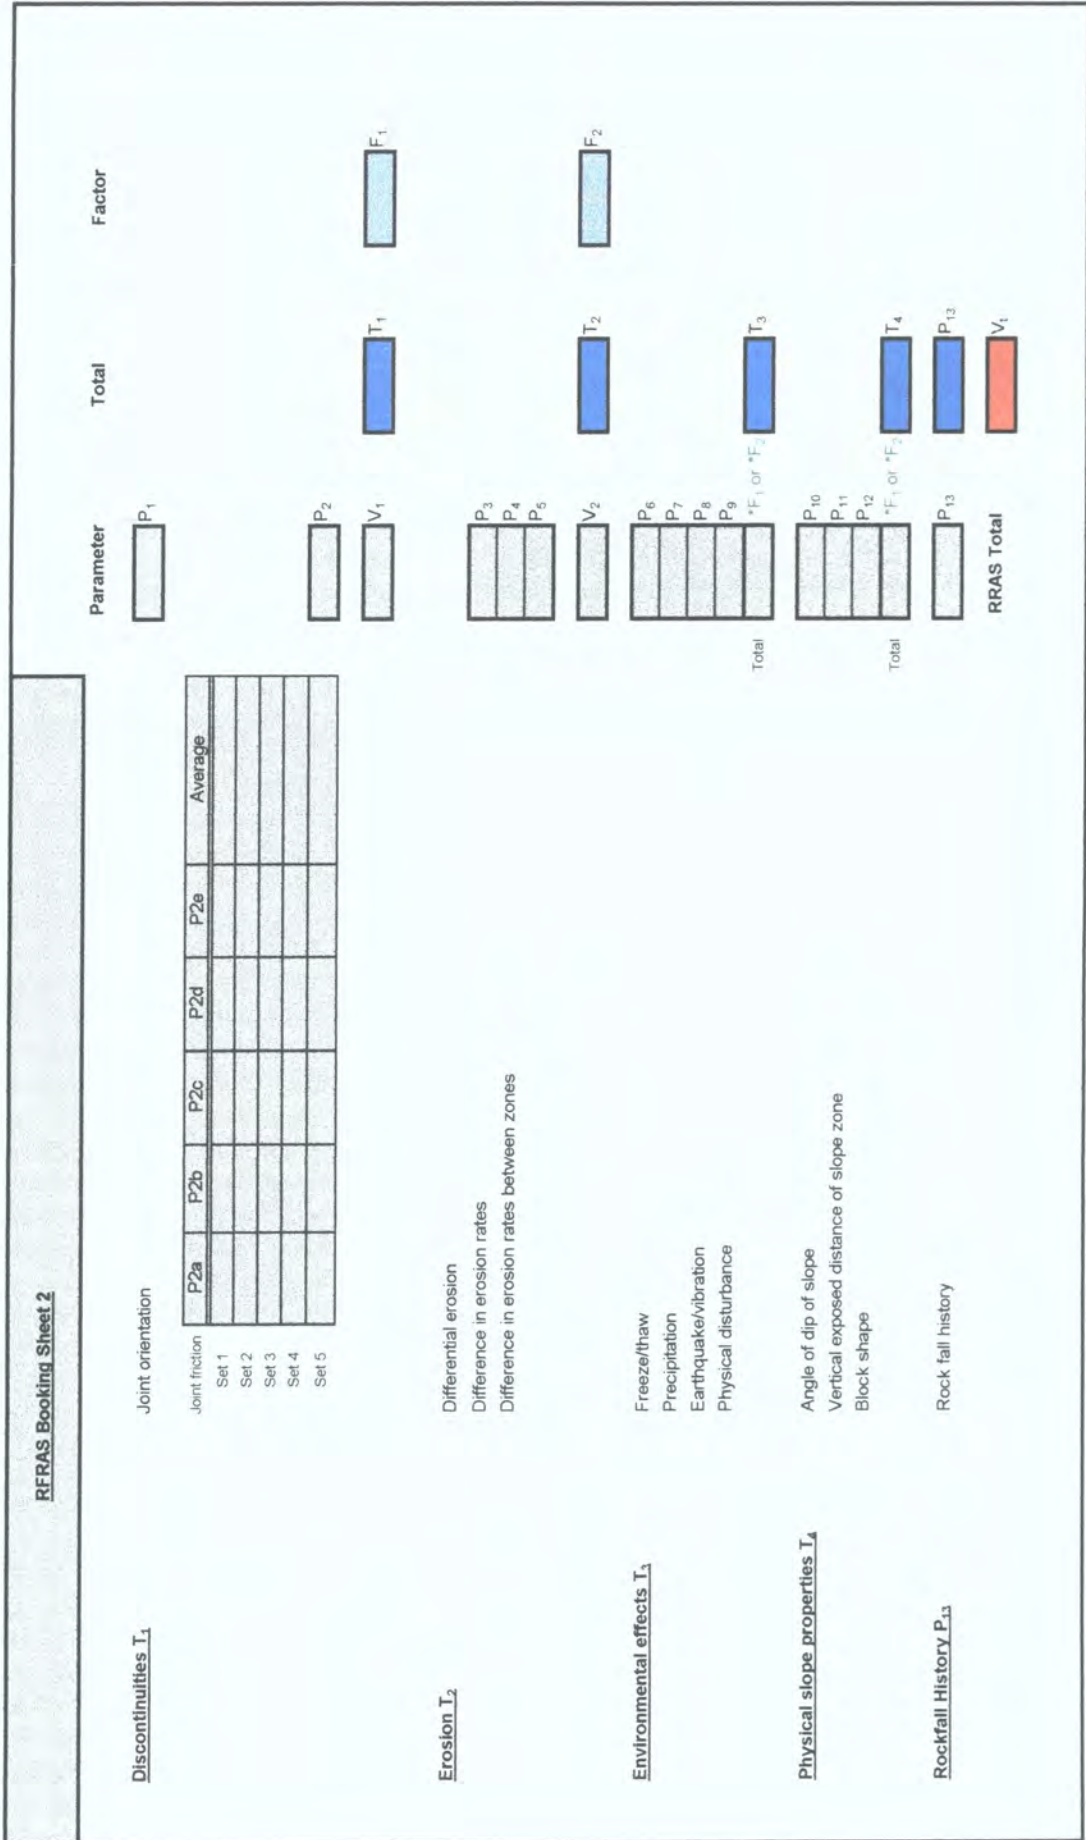 RFRAS Booking Sheet 2
Parameter Total Factor
Discontinuities T₁ Joint orientation P₁
Joint friction P2a P2b P2c P2d P2e Average
Set 1
Set 2
Set 3
Set 4
Set 5 P₂
V₁ T₁ F₁
Erosion T₂ Differential erosion P₃
Difference in erosion rates P₄
Difference in erosion rates between zones P₅
V₂ T₂ F₂
Environmental effects T₃ Freeze/thaw P₆
Precipitation P₇
Earthquake/vibration P₈
Physical disturbance P₉
Total *F₁ or *F₂ T₃
Physical slope properties T₄ Angle of dip of slope P₁₀
Vertical exposed distance of slope zone P₁₁
Block shape P₁₂
Total *F₁ or *F₂ T₄
Rockfall History P₁₃ Rock fall history P₁₃ P₁₃
RRAS Total Vₜ